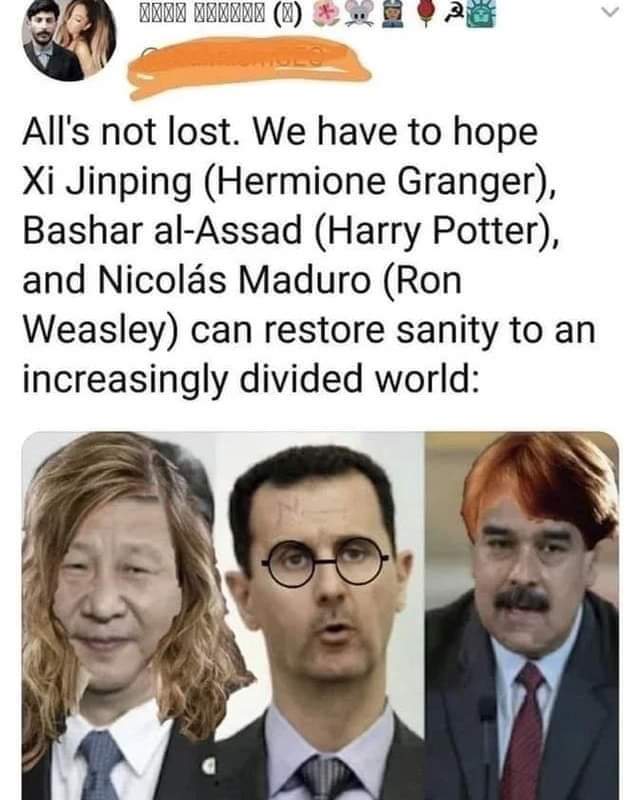 All's not lost. We have to hope
Xi Jinping (Hermione Granger),
Bashar al-Assad (Harry Potter),
and Nicolás Maduro (Ron
Weasley) can restore sanity to an
increasingly divided world: